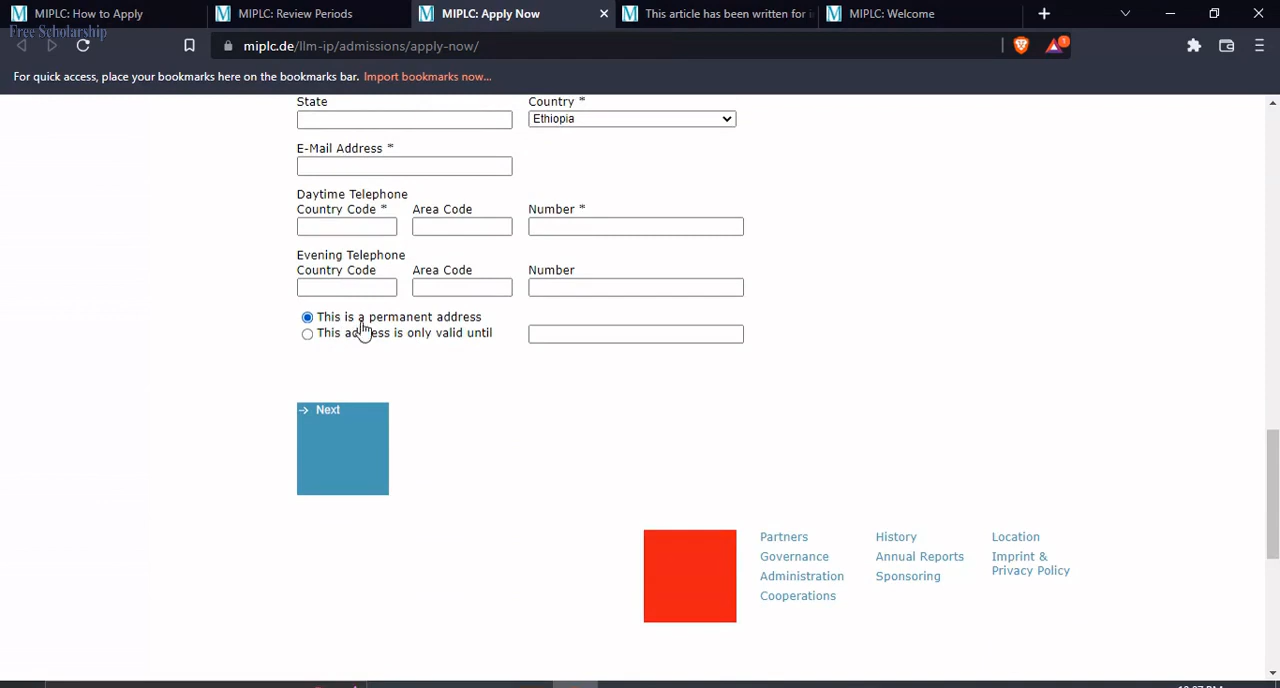 MIPLC: How to Apply
MIPLC: Review Periods
MIPLC: Apply Now
This article has been written for i
MIPLC: Welcome
Free Scholarship
miplc.de/llm-ip/admissions/apply-now/
For quick access, place your bookmarks here on the bookmarks bar. Import bookmarks now...
State Country *
Ethiopia
E-Mail Address *
Daytime Telephone
Country Code * Area Code Number *
Evening Telephone
Country Code Area Code Number
This is a permanent address
This address is only valid until
→ Next
Partners History Location
Governance Annual Reports Imprint &
Privacy Policy
Administration Sponsoring
Cooperations